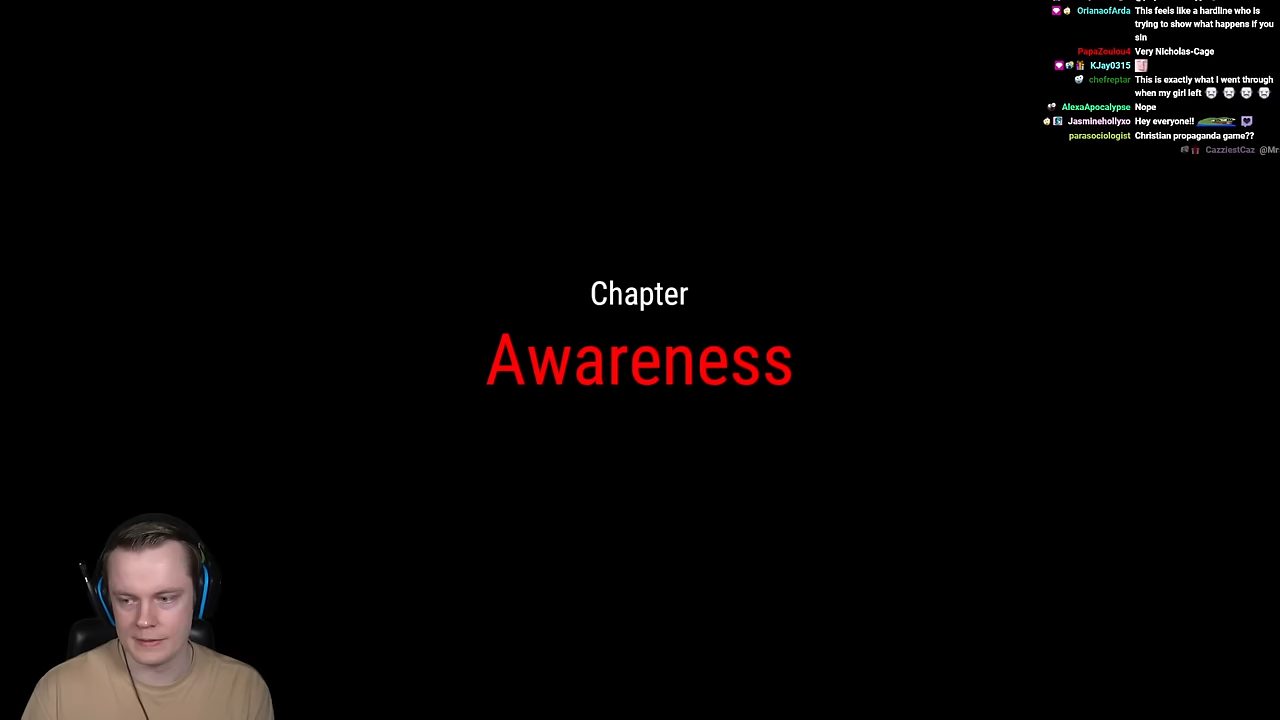 OrianaofArda This feels like a hardline who is
trying to show what happens if you
sin
PapaZoulou4 Very Nicholas-Cage
KJay0315
chefreptar This is exactly what I went through
when my girl left
AlexaApocalypse Nope
Jasminehollyxo Hey everyone!!
parasociologist Christian propaganda game??
CazziestCaz @Mr
Chapter
Awareness